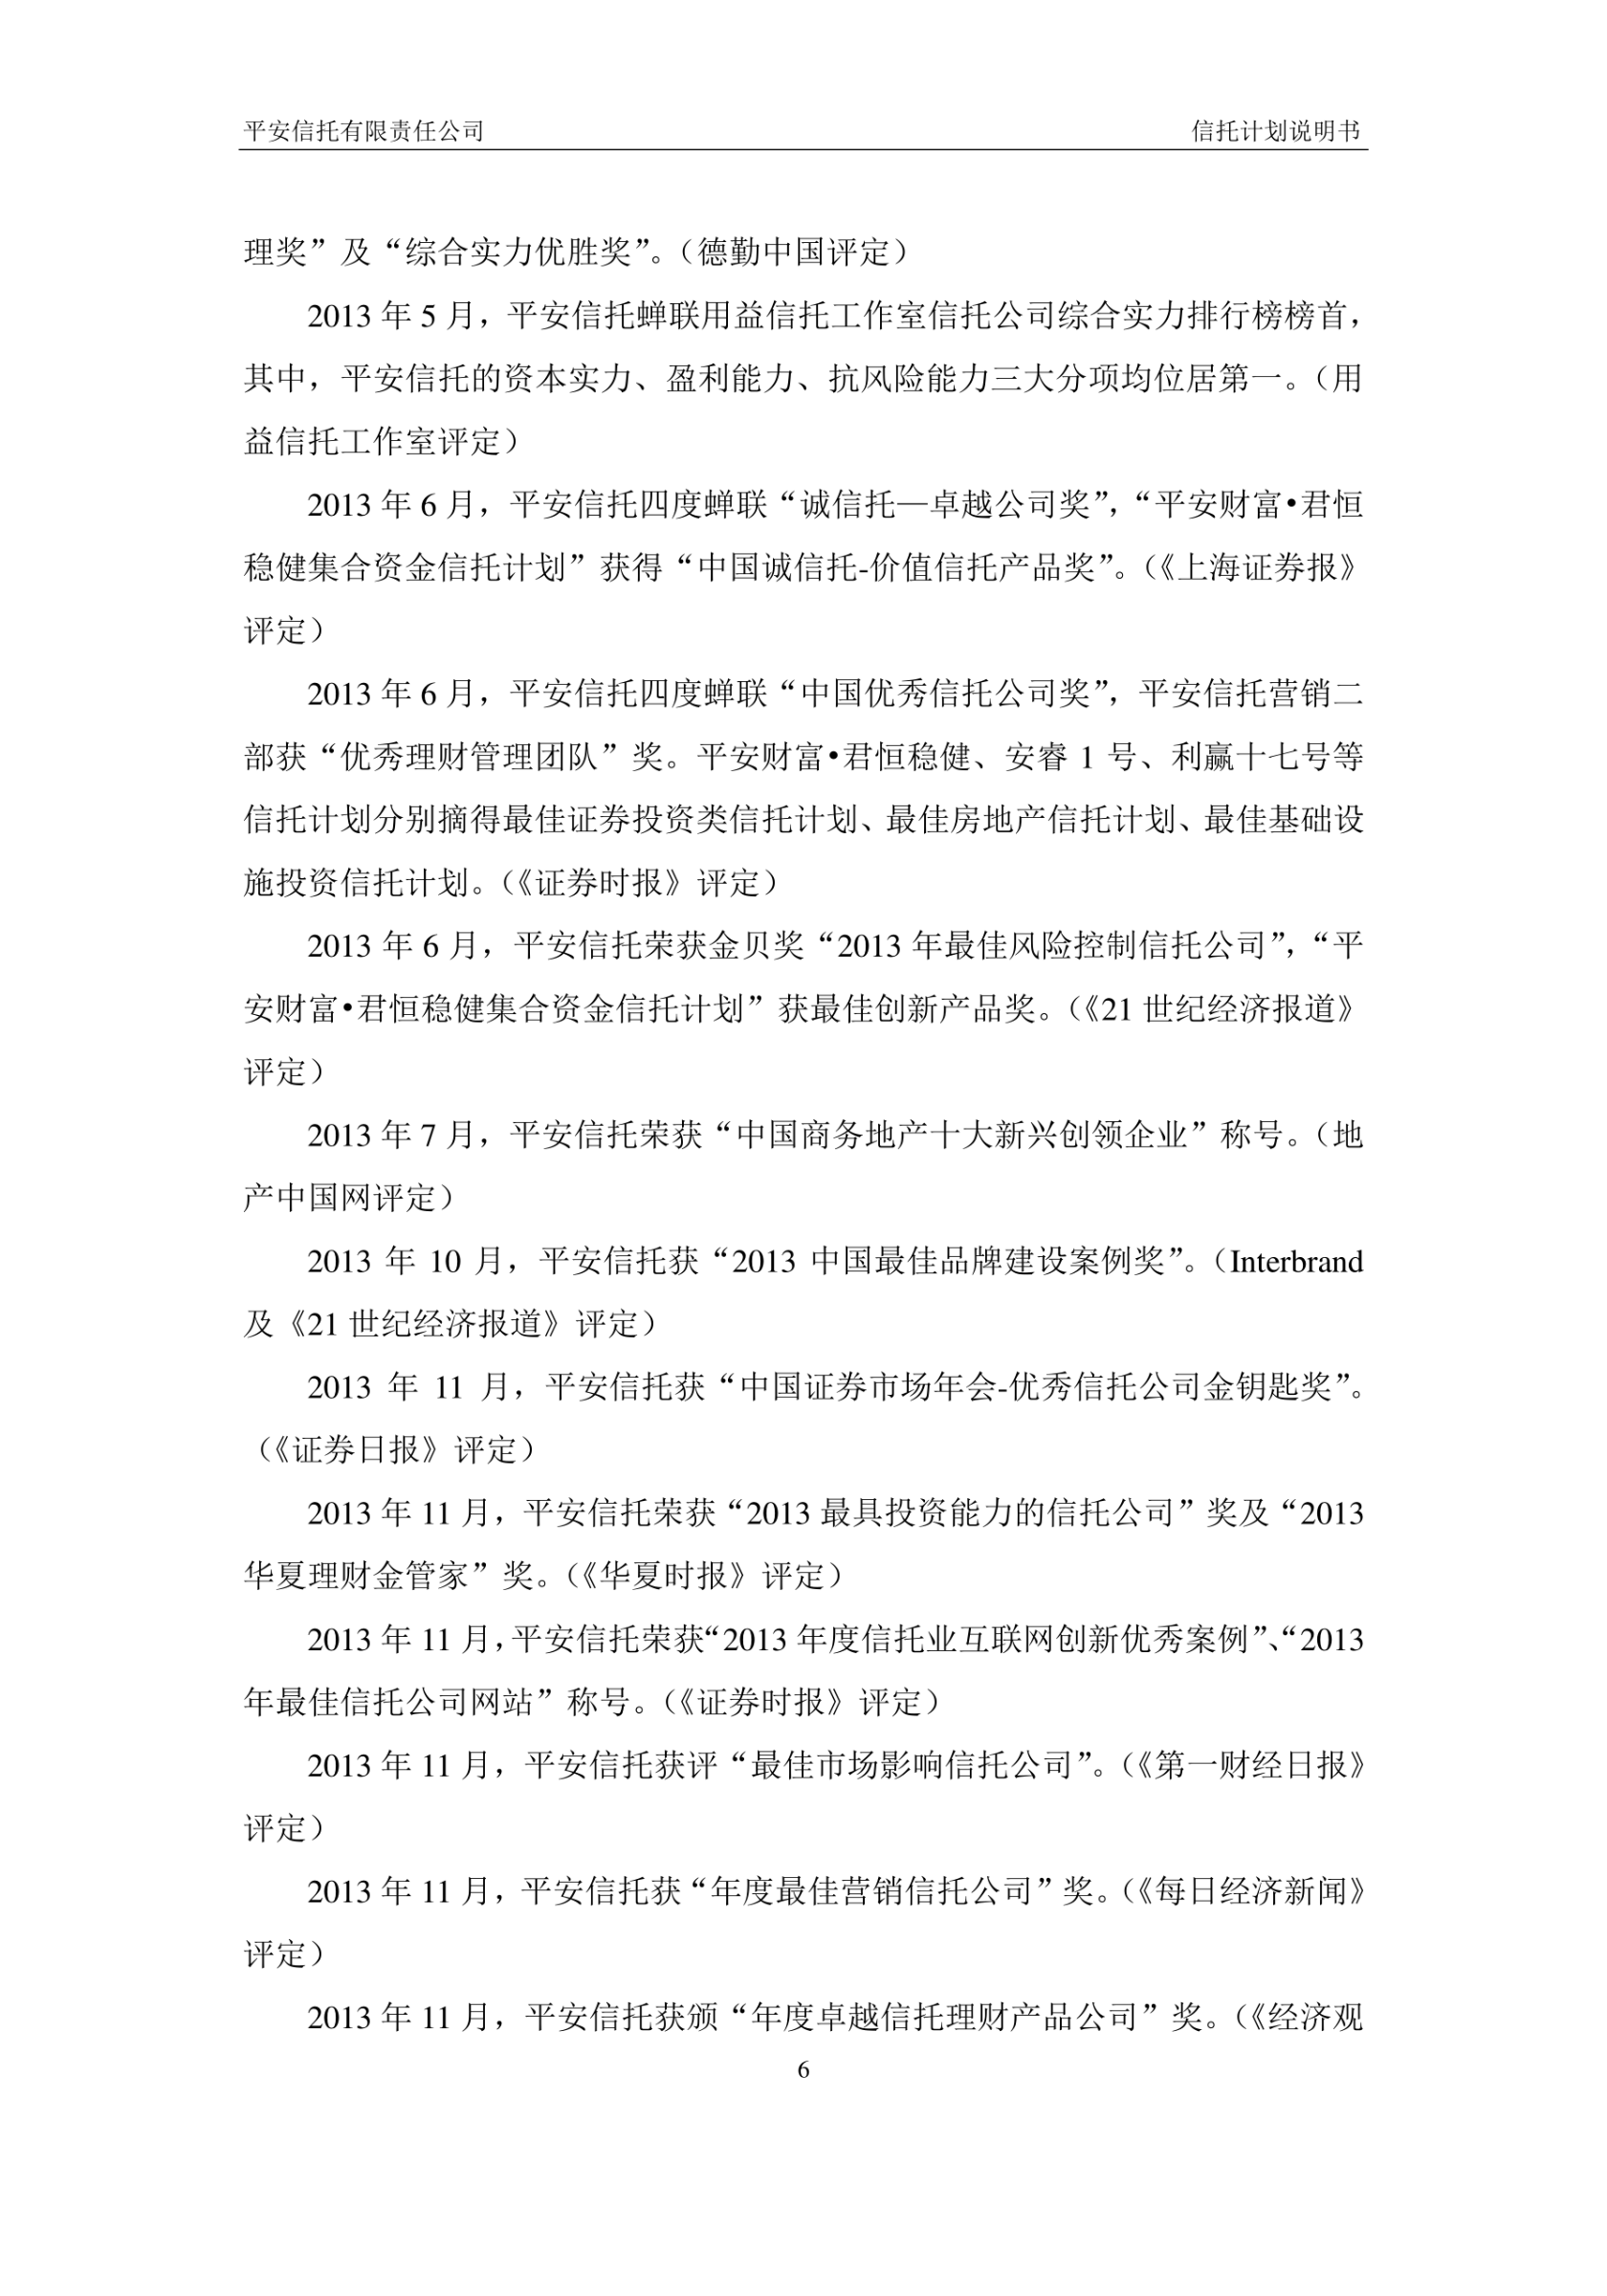 平安信托有限责任公司 信托计划说明书
理奖”及“综合实力优胜奖”。（德勤中国评定）
2013 年 5 月，平安信托蝉联用益信托工作室信托公司综合实力排行榜榜首，
其中，平安信托的资本实力、盈利能力、抗风险能力三大分项均位居第一。（用
益信托工作室评定）
2013 年 6 月，平安信托四度蝉联“诚信托—卓越公司奖”，“平安财富•君恒
稳健集合资金信托计划”获得“中国诚信托-价值信托产品奖”。（《上海证券报》
评定）
2013 年 6 月，平安信托四度蝉联“中国优秀信托公司奖”，平安信托营销二
部获“优秀理财管理团队”奖。平安财富•君恒稳健、安睿 1 号、利赢十七号等
信托计划分别摘得最佳证券投资类信托计划、最佳房地产信托计划、最佳基础设
施投资信托计划。（《证券时报》评定）
2013 年 6 月，平安信托荣获金贝奖“2013 年最佳风险控制信托公司”，“平
安财富•君恒稳健集合资金信托计划”获最佳创新产品奖。（《21 世纪经济报道》
评定）
2013 年 7 月，平安信托荣获“中国商务地产十大新兴创领企业”称号。（地
产中国网评定）
2013 年 10 月，平安信托获“2013 中国最佳品牌建设案例奖”。（Interbrand
及《21 世纪经济报道》评定）
2013 年 11 月，平安信托获“中国证券市场年会-优秀信托公司金钥匙奖”。
（《证券日报》评定）
2013 年 11 月，平安信托荣获“2013 最具投资能力的信托公司”奖及“2013
华夏理财金管家”奖。（《华夏时报》评定）
2013 年 11 月，平安信托荣获“2013 年度信托业互联网创新优秀案例”、“2013
年最佳信托公司网站”称号。（《证券时报》评定）
2013 年 11 月，平安信托获评“最佳市场影响信托公司”。（《第一财经日报》
评定）
2013 年 11 月，平安信托获“年度最佳营销信托公司”奖。（《每日经济新闻》
评定）
2013 年 11 月，平安信托获颁“年度卓越信托理财产品公司”奖。（《经济观
6